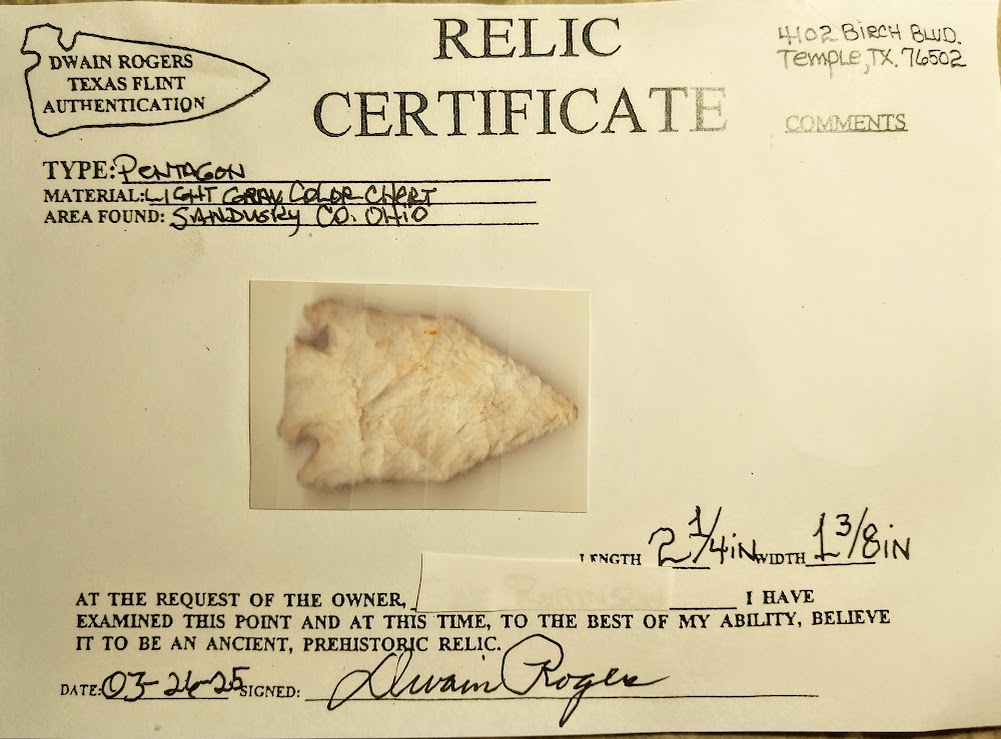 DWAIN ROGERS
TEXAS FLINT
AUTHENTICATION
RELIC
CERTIFICATE
4102 BIRCH BLVD.
Temple, TX. 76502
COMMENTS
TYPE: PENTAGON
MATERIAL: LIGHT GRAY COLOR CHERT
AREA FOUND: SANDUSKY CO. OHIO
LENGTH 2 1/4 iN WIDTH 1 3/8 iN
AT THE REQUEST OF THE OWNER, I HAVE
EXAMINED THIS POINT AND AT THIS TIME, TO THE BEST OF MY ABILITY, BELIEVE
IT TO BE AN ANCIENT, PREHISTORIC RELIC.
DATE: 03-26-25 SIGNED: Dwain Rogers